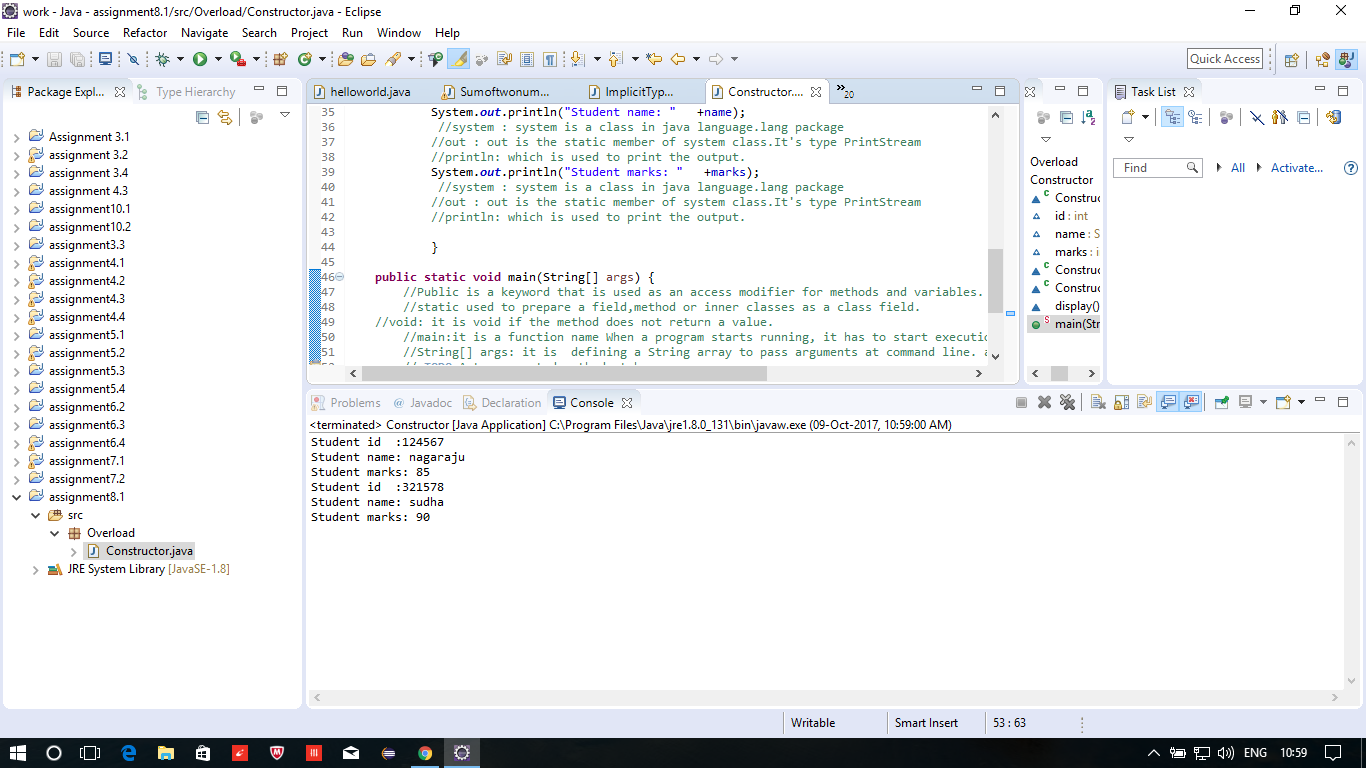 work - Java - assignment8.1/src/Overload/Constructor.java - Eclipse
File Edit Source Refactor Navigate Search Project Run Window Help
Quick Access
Package Expl...
Type Hierarchy
Assignment 3.1
assignment 3.2
assignment 3.4
assignment 4.3
assignment10.1
assignment10.2
assignment3.3
assignment4.1
assignment4.2
assignment4.3
assignment4.4
assignment5.1
assignment5.2
assignment5.3
assignment5.4
assignment6.2
assignment6.3
assignment6.4
assignment7.1
assignment7.2
assignment8.1
src
Overload
Constructor.java
JRE System Library [JavaSE-1.8]
helloworld.java
Sumoftwonum...
ImplicitTyp...
Constructor....
»20
35 System.out.println("Student name: " +name);
36 //system : system is a class in java language.lang package
37 //out : out is the static member of system class.It's type PrintStream
38 //println: which is used to print the output.
39 System.out.println("Student marks: " +marks);
40 //system : system is a class in java language.lang package
41 //out : out is the static member of system class.It's type PrintStream
42 //println: which is used to print the output.
43
44 }
45
46 public static void main(String[] args) {
47 //Public is a keyword that is used as an access modifier for methods and variables.
48 //static used to prepare a field,method or inner classes as a class field.
49 //void: it is void if the method does not return a value.
50 //main:it is a function name When a program starts running, it has to start executio
51 //String[] args: it is defining a String array to pass arguments at command line. a
Overload
Constructor
Constru
id : int
name : S
marks : i
Constru
Constru
display()
main(Str
Task List
Find
All
Activate...
Problems
@ Javadoc
Declaration
Console
<terminated> Constructor [Java Application] C:\Program Files\Java\jre1.8.0_131\bin\javaw.exe (09-Oct-2017, 10:59:00 AM)
Student id :124567
Student name: nagaraju
Student marks: 85
Student id :321578
Student name: sudha
Student marks: 90
Writable
Smart Insert
53 : 63
ENG
10:59